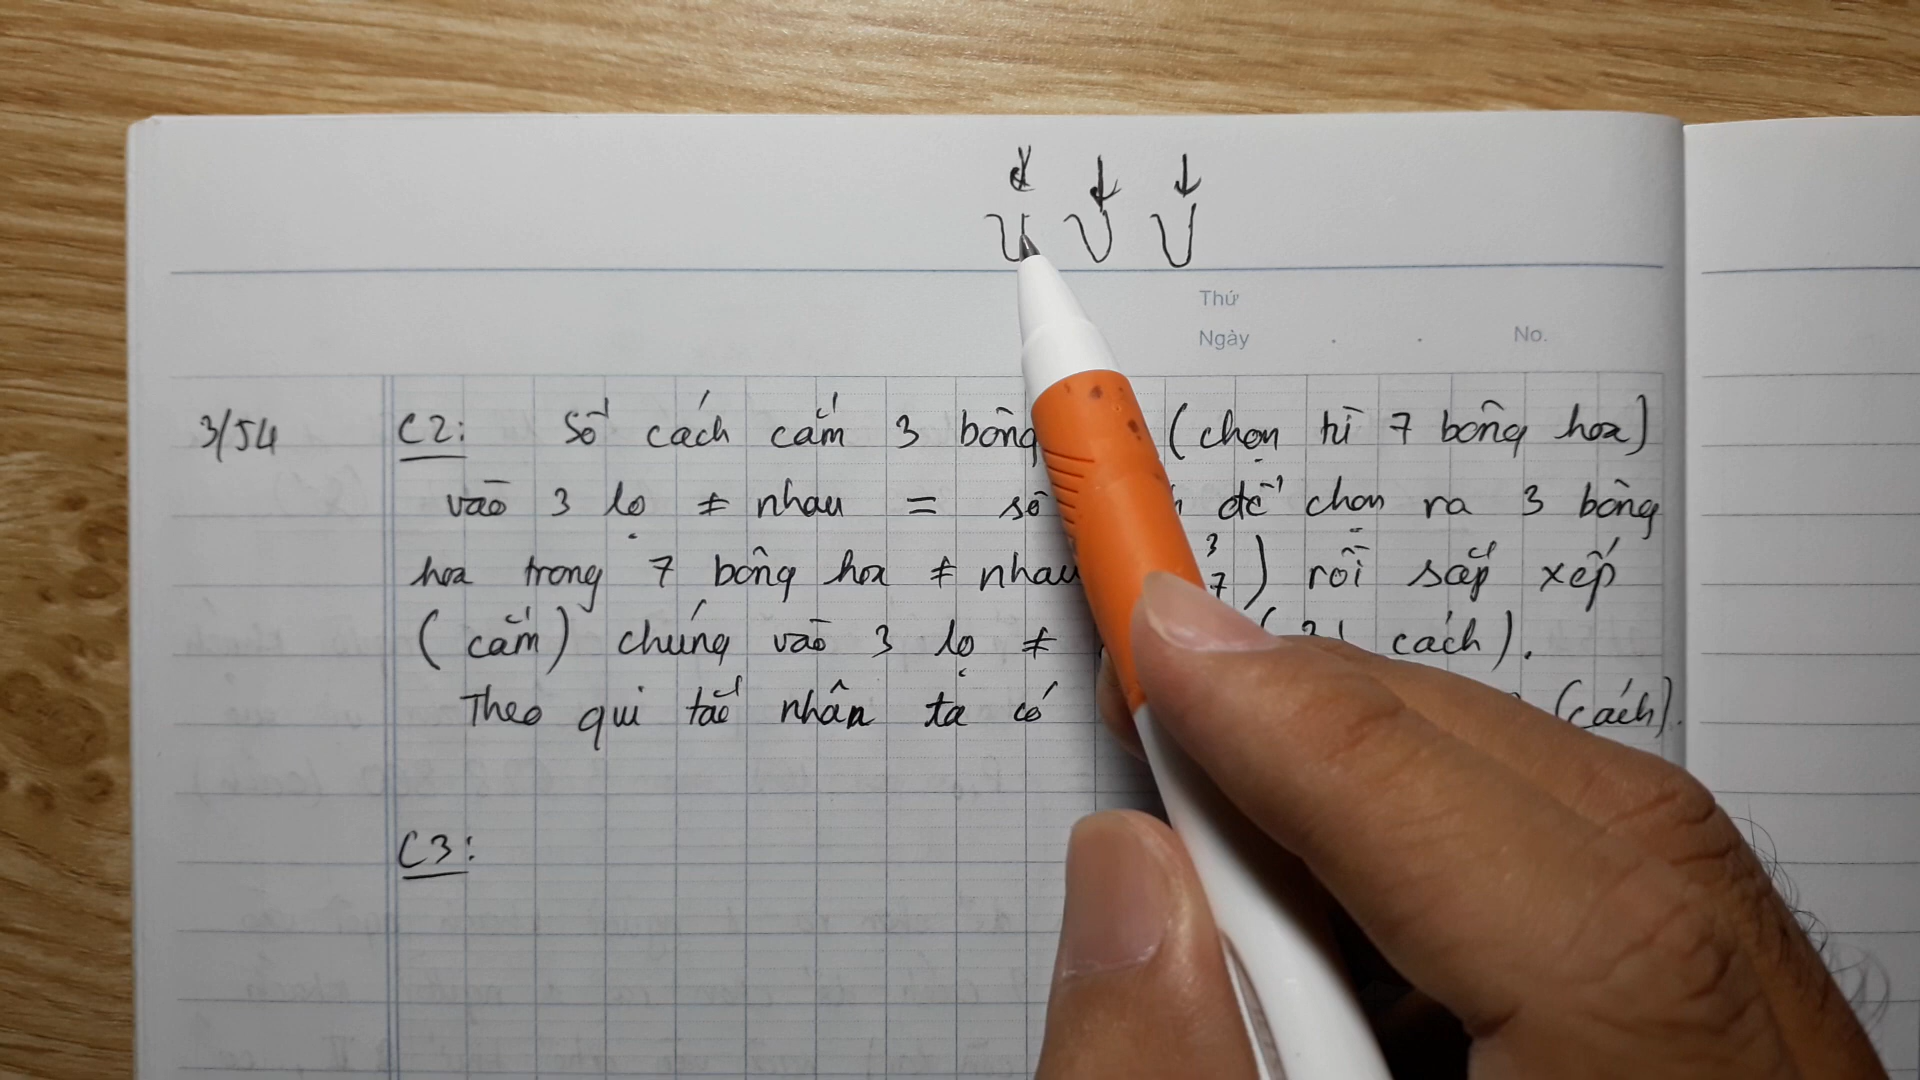 Thứ
Ngày . . No.
3/54 C2: Số cách cắm 3 bông (chọn từ 7 bông hoa)
vào 3 lọ ≠ nhau = số để chọn ra 3 bông
hoa trong 7 bông hoa ≠ nhau 3 7 ) rồi sắp xếp
(cắm) chúng vào 3 lọ ≠ cách).
Theo qui tắc nhân ta có (cách).
C3: